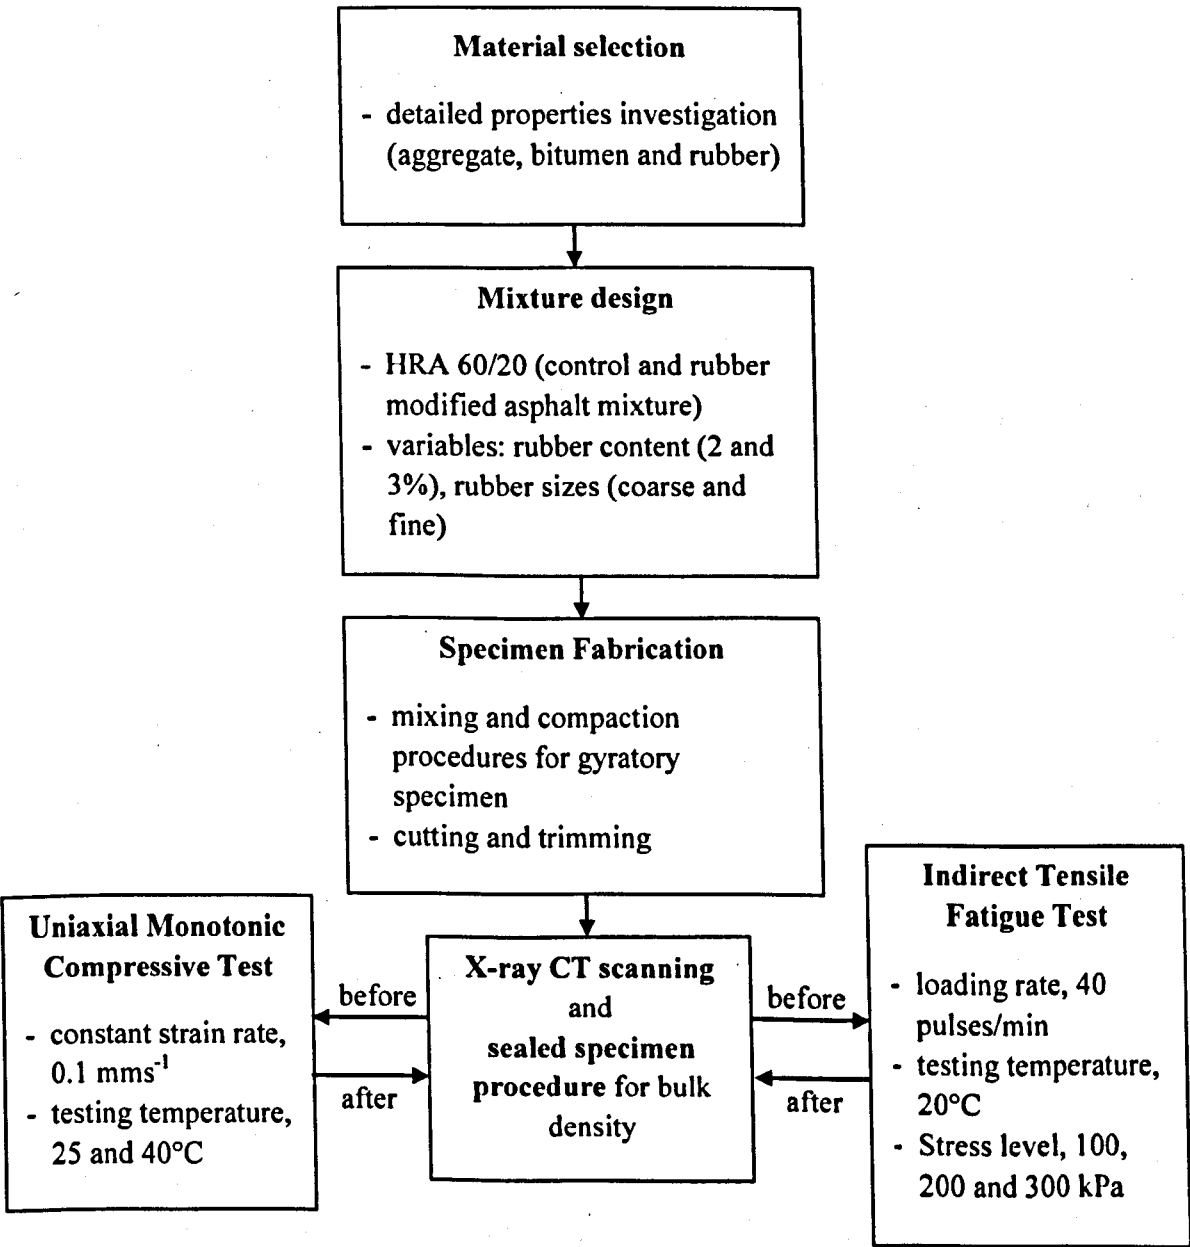 Material selection
- detailed properties investigation
(aggregate, bitumen and rubber)
Mixture design
- HRA 60/20 (control and rubber
modified asphalt mixture)
- variables: rubber content (2 and
3%), rubber sizes (coarse and
fine)
Specimen Fabrication
- mixing and compaction
procedures for gyratory
specimen
- cutting and trimming
Uniaxial Monotonic
Compressive Test
- constant strain rate,
0.1 mms⁻¹
- testing temperature,
25 and 40°C
before
after
X-ray CT scanning
and
sealed specimen
procedure for bulk
density
before
after
Indirect Tensile
Fatigue Test
- loading rate, 40
pulses/min
- testing temperature,
20°C
- Stress level, 100,
200 and 300 kPa